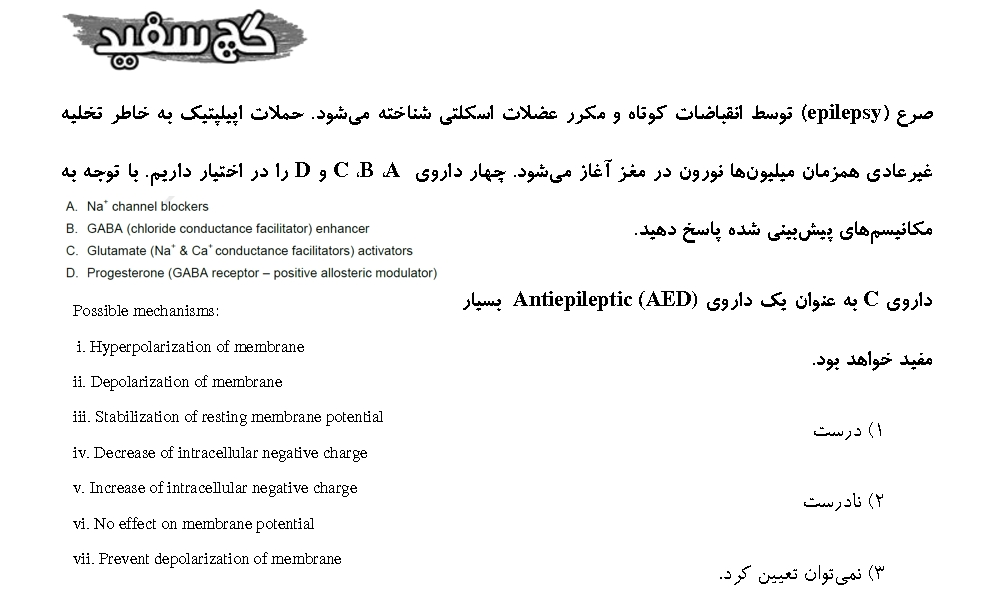 گچ سفید
صرع (epilepsy) توسط انقباضات کوتاه و مکرر عضلات اسکلتی شناخته می‌شود. حملات اپیلپتیک به خاطر تخلیه
غیرعادی همزمان میلیون‌ها نورون در مغز آغاز می‌شود. چهار داروی A، B، C و D را در اختیار داریم. با توجه به
مکانیسم‌های پیش‌بینی شده پاسخ دهید.
A. Na⁺ channel blockers
B. GABA (chloride conductance facilitator) enhancer
C. Glutamate (Na⁺ & Ca⁺ conductance facilitators) activators
D. Progesterone (GABA receptor – positive allosteric modulator)
Possible mechanisms:
i. Hyperpolarization of membrane
ii. Depolarization of membrane
iii. Stabilization of resting membrane potential
iv. Decrease of intracellular negative charge
v. Increase of intracellular negative charge
vi. No effect on membrane potential
vii. Prevent depolarization of membrane
داروی C به عنوان یک داروی Antiepileptic (AED) بسیار
مفید خواهد بود.
۱) درست
۲) نادرست
۳) نمی‌توان تعیین کرد.